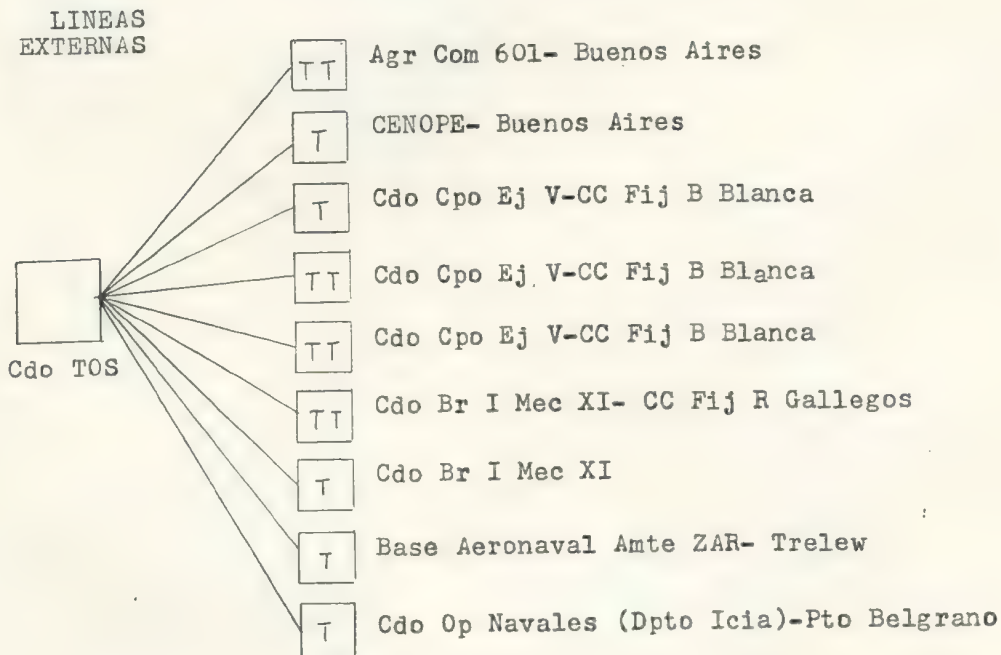 LINEAS
EXTERNAS
TT Agr Com 601- Buenos Aires
T CENOPE- Buenos Aires
T Cdo Cpo Ej V-CC Fij B Blanca
TT Cdo Cpo Ej V-CC Fij B Blanca
Cdo TOS
TT Cdo Cpo Ej V-CC Fij B Blanca
TT Cdo Br I Mec XI- CC Fij R Gallegos
T Cdo Br I Mec XI
T Base Aeronaval Amte ZAR- Trelew
T Cdo Op Navales (Dpto Icia)-Pto Belgrano